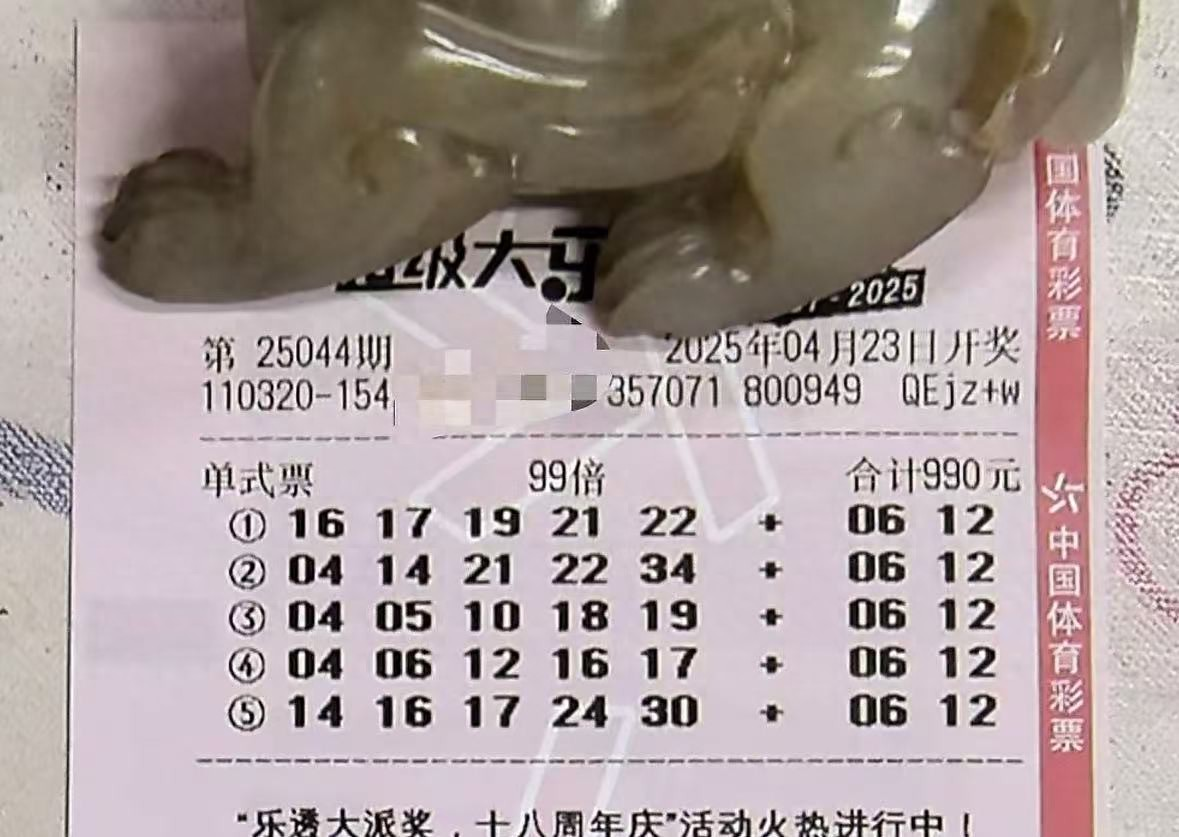 级大
2025
第 25044期 2025年04月23日开奖
110320-154 357071 800949 QEjz+w
单式票 99倍 合计990元
① 16 17 19 21 22 + 06 12
② 04 14 21 22 34 + 06 12
③ 04 05 10 18 19 + 06 12
④ 04 06 12 16 17 + 06 12
⑤ 14 16 17 24 30 + 06 12
“乐透大派奖，十八周年庆”活动火热进行中！
国体育彩票
中国体育彩票